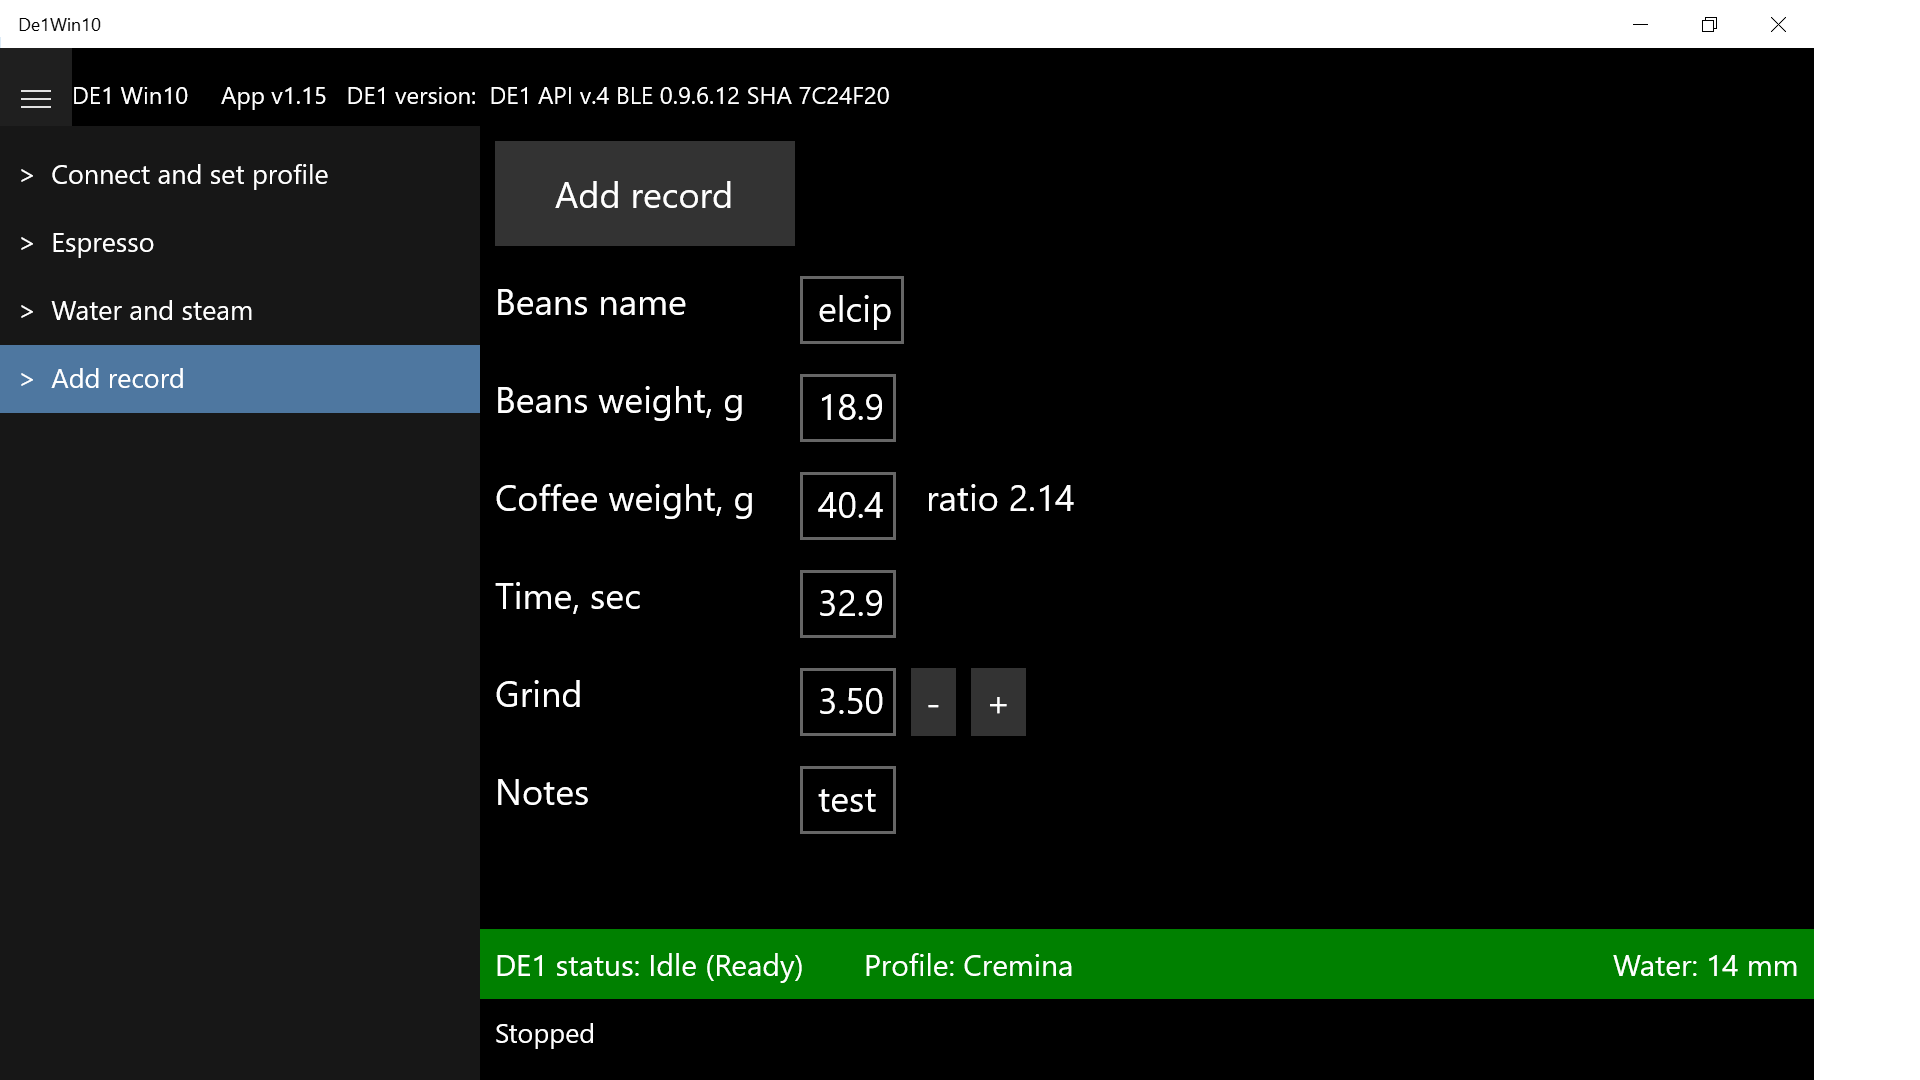 De1Win10
DE1 Win10 App v1.15 DE1 version: DE1 API v.4 BLE 0.9.6.12 SHA 7C24F20
> Connect and set profile
> Espresso
> Water and steam
> Add record
Add record
Beans name elcip
Beans weight, g 18.9
Coffee weight, g 40.4 ratio 2.14
Time, sec 32.9
Grind 3.50 - +
Notes test
DE1 status: Idle (Ready) Profile: Cremina Water: 14 mm
Stopped